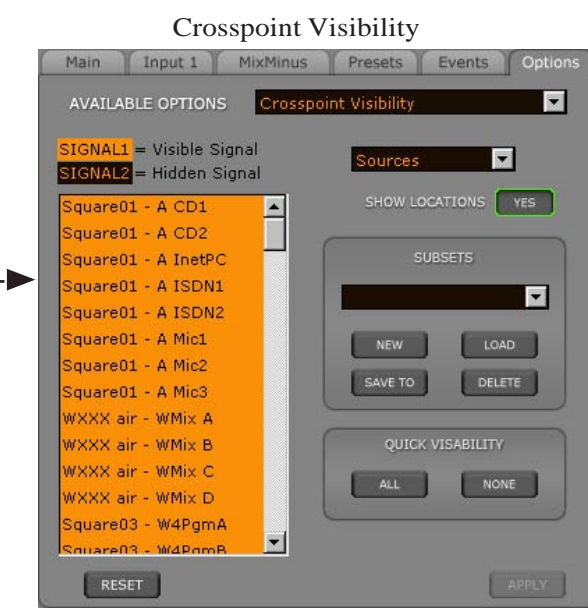 Crosspoint Visibility
Main Input 1 MixMinus Presets Events Options
AVAILABLE OPTIONS Crosspoint Visibility
SIGNAL1 = Visible Signal
SIGNAL2 = Hidden Signal
Sources
SHOW LOCATIONS YES
Square01 - A CD1
Square01 - A CD2
Square01 - A InetPC
Square01 - A ISDN1
Square01 - A ISDN2
Square01 - A Mic1
Square01 - A Mic2
Square01 - A Mic3
WXXX air - WMix A
WXXX air - WMix B
WXXX air - WMix C
WXXX air - WMix D
Square03 - W4PgmA
Square03 - W4PgmB
SUBSETS
NEW LOAD
SAVE TO DELETE
QUICK VISABILITY
ALL NONE
RESET APPLY